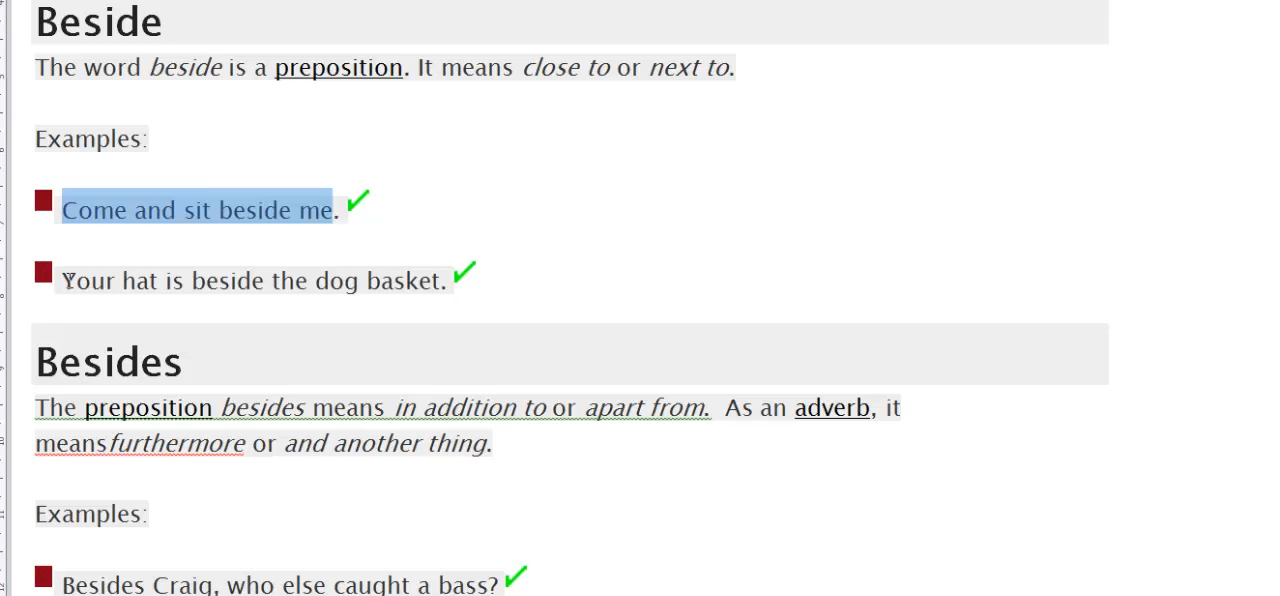 Beside
The word beside is a preposition. It means close to or next to.
Examples:
Come and sit beside me.
Your hat is beside the dog basket.
Besides
The preposition besides means in addition to or apart from.  As an adverb, it
meansfurthermore or and another thing.
Examples:
Besides Craig, who else caught a bass?